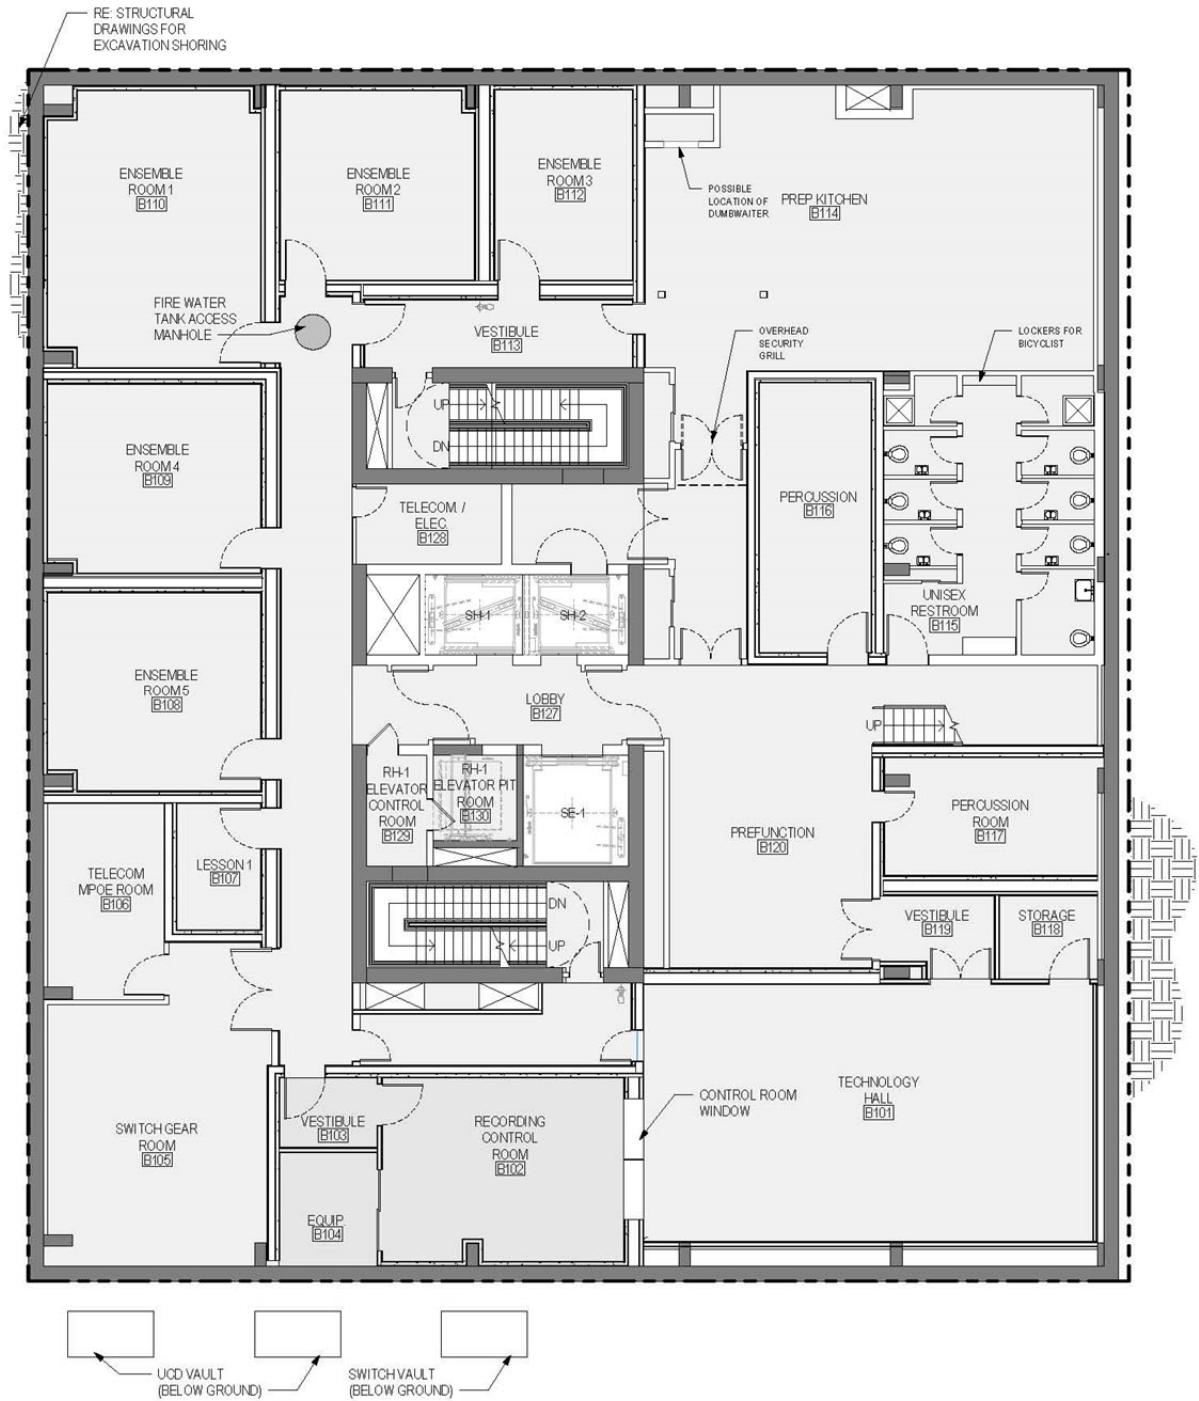 RE: STRUCTURAL
DRAWINGS FOR
EXCAVATION SHORING
ENSEMBLE
ROOM 1
B110
ENSEMBLE
ROOM 2
B111
ENSEMBLE
ROOM 3
B112
POSSIBLE
LOCATION OF
DUMBWAITER
PREP KITCHEN
B114
FIRE WATER
TANK ACCESS
MANHOLE
VESTIBULE
B113
OVERHEAD
SECURITY
GRILL
LOCKERS FOR
BICYCLIST
UP
DN
ENSEMBLE
ROOM 4
B109
TELECOM /
ELEC.
B128
PERCUSSION
B116
SH-1
SH-2
UNISEX
RESTROOM
B115
ENSEMBLE
ROOM 5
B108
LOBBY
B127
UP
RH-1
ELEVATOR
CONTROL
ROOM
B129
RH-1
ELEVATOR PIT
ROOM
B130
SE-1
PREFUNCTION
B120
PERCUSSION
ROOM
B117
TELECOM
MPOE ROOM
B106
LESSON 1
B107
DN
UP
VESTIBULE
B119
STORAGE
B118
SWITCH GEAR
ROOM
B105
VESTIBULE
B103
RECORDING
CONTROL
ROOM
B102
CONTROL ROOM
WINDOW
TECHNOLOGY
HALL
B101
EQUIP.
B104
UCD VAULT
(BELOW GROUND)
SWITCH VAULT
(BELOW GROUND)